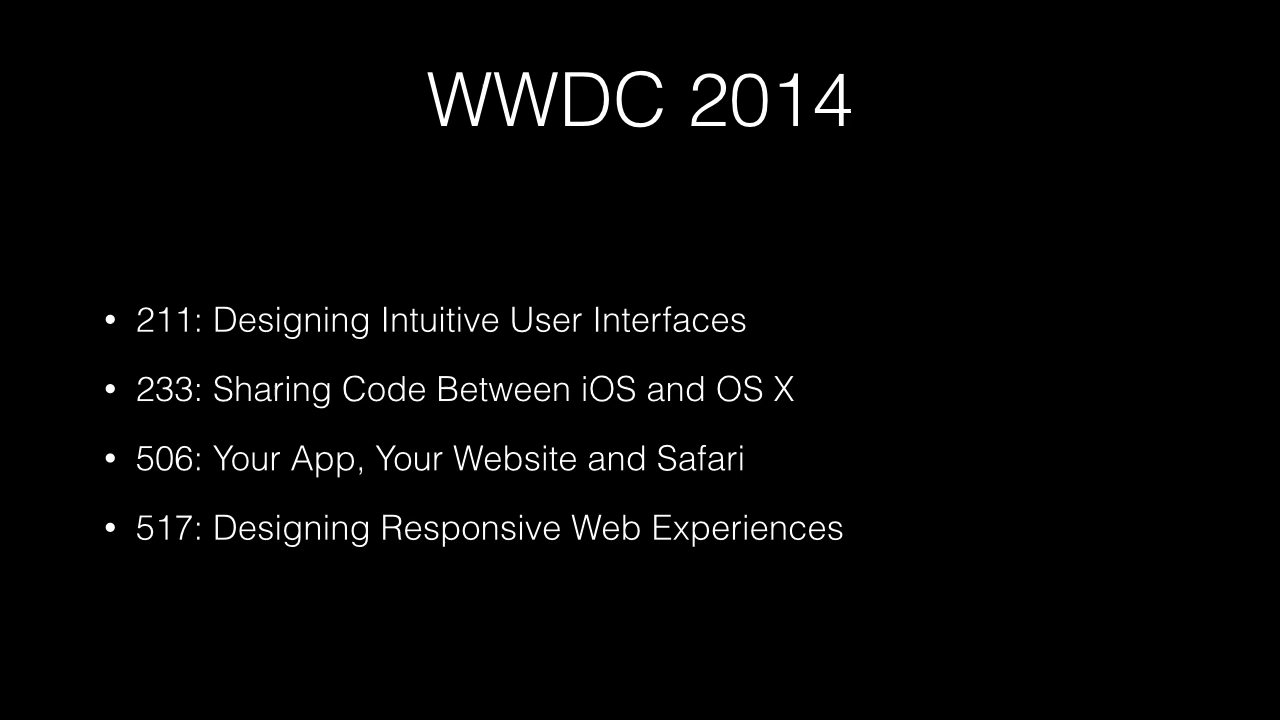 WWDC 2014
• 211: Designing Intuitive User Interfaces
• 233: Sharing Code Between iOS and OS X
• 506: Your App, Your Website and Safari
• 517: Designing Responsive Web Experiences